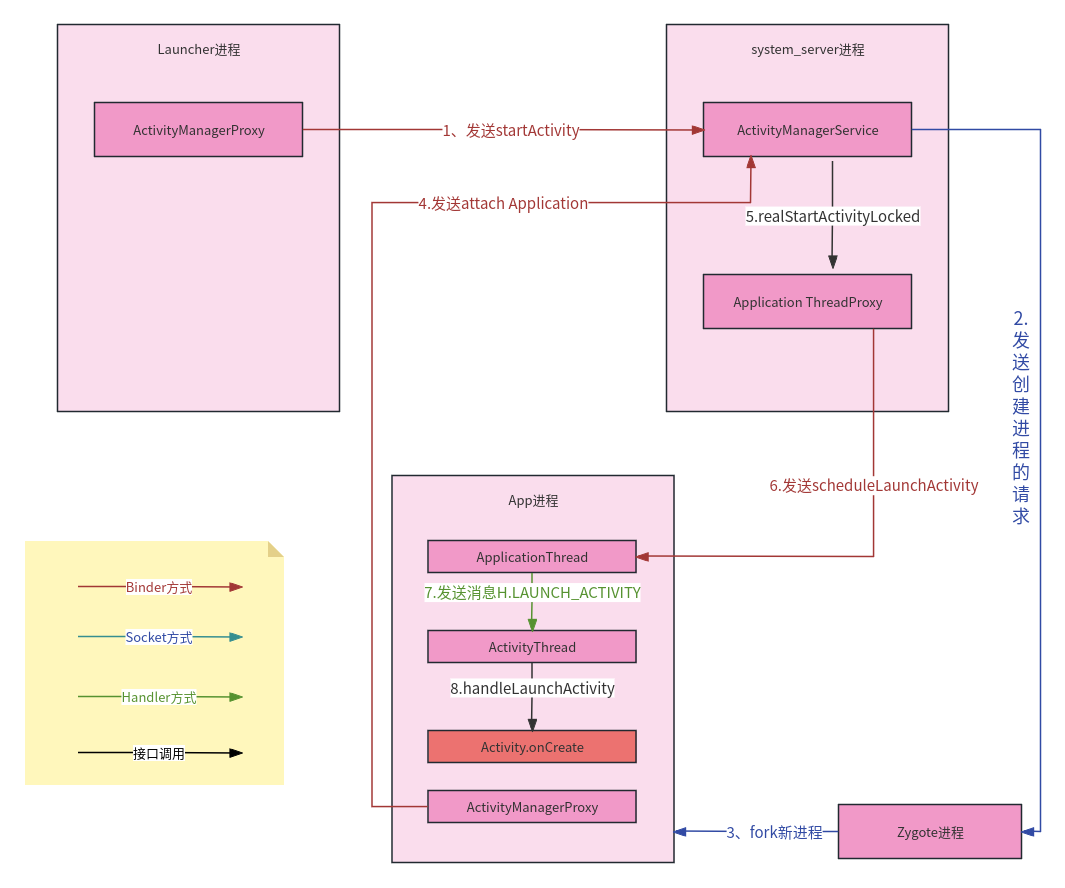 Launcher进程
system_server进程
ActivityManagerProxy
1、发送startActivity
ActivityManagerService
4.发送attach Application
5.realStartActivityLocked
Application ThreadProxy
2.
发
送
创
建
进
程
的
请
求
6.发送scheduleLaunchActivity
App进程
ApplicationThread
7.发送消息H.LAUNCH_ACTIVITY
ActivityThread
8.handleLaunchActivity
Activity.onCreate
ActivityManagerProxy
3、fork新进程
Zygote进程
Binder方式
Socket方式
Handler方式
接口调用